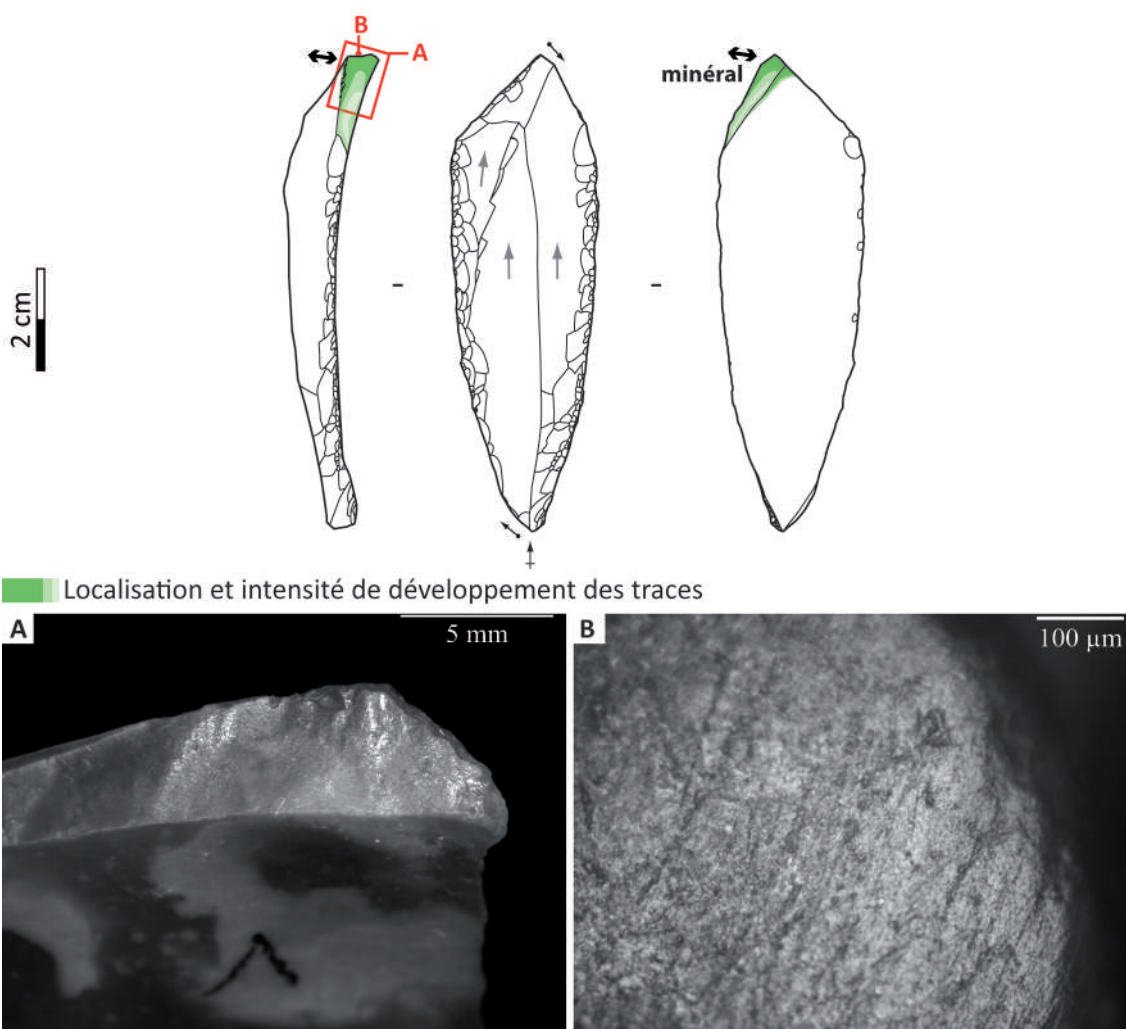 B
A
minéral
2 cm
Localisation et intensité de développement des traces
A
5 mm
B
100 µm